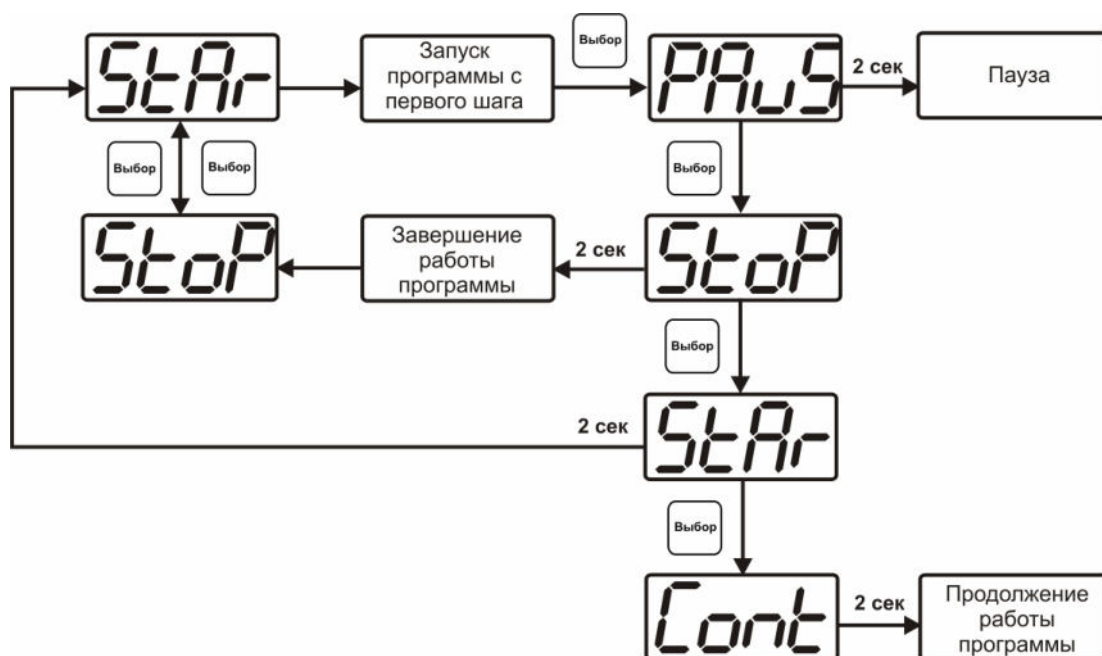 StAr
Запуск
программы с
первого шага
Выбор
PAuS
2 сек
Пауза
Выбор
Выбор
Выбор
StoP
Завершение
работы
программы
2 сек
StoP
Выбор
2 сек
StAr
Выбор
Cont
2 сек
Продолжение
работы
программы